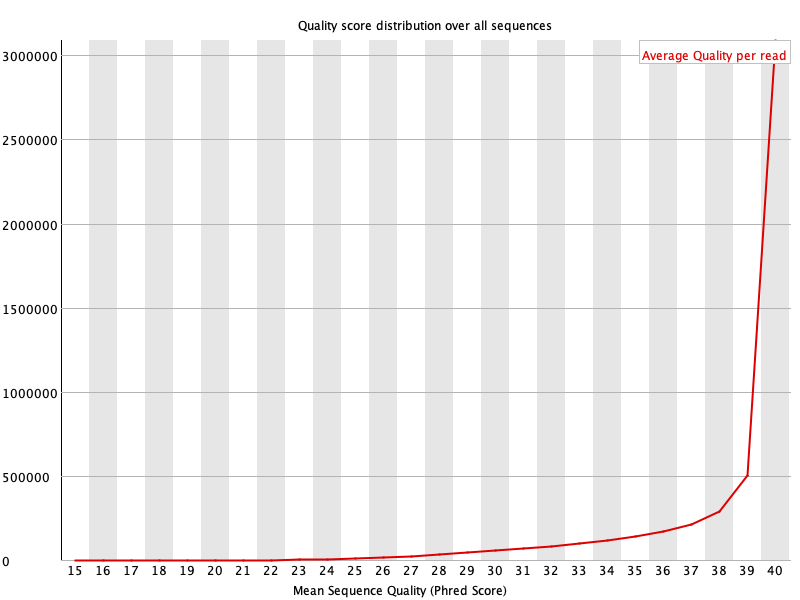 Quality score distribution over all sequences
Average Quality per read
3000000
2500000
2000000
1500000
1000000
500000
0
15 16 17 18 19 20 21 22 23 24 25 26 27 28 29 30 31 32 33 34 35 36 37 38 39 40
Mean Sequence Quality (Phred Score)